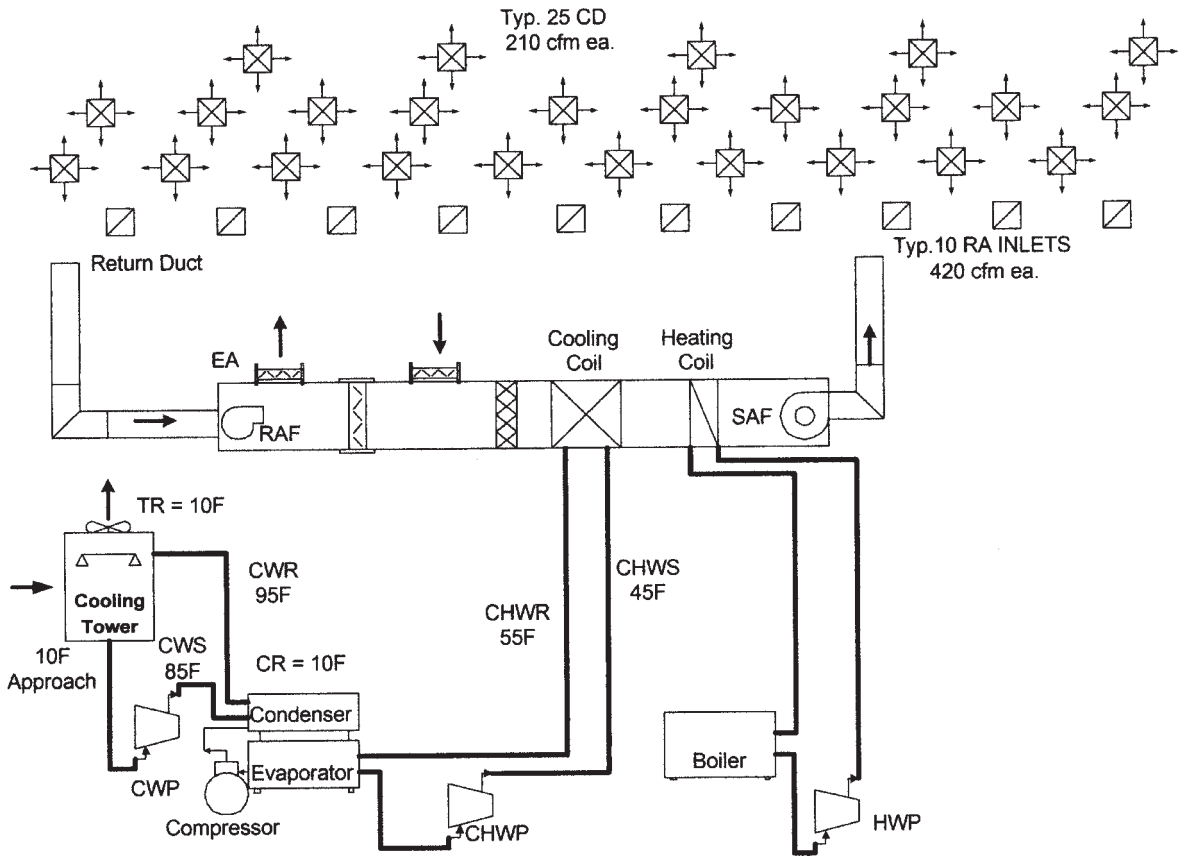 Typ. 25 CD
210 cfm ea.
Typ.10 RA INLETS
420 cfm ea.
Return Duct
EA
RAF
Cooling
Coil
Heating
Coil
SAF
TR = 10F
Cooling
Tower
CWR
95F
CWS
85F
10F
Approach
CR = 10F
CHWR
55F
CHWS
45F
Condenser
Evaporator
CWP
Compressor
CHWP
Boiler
HWP